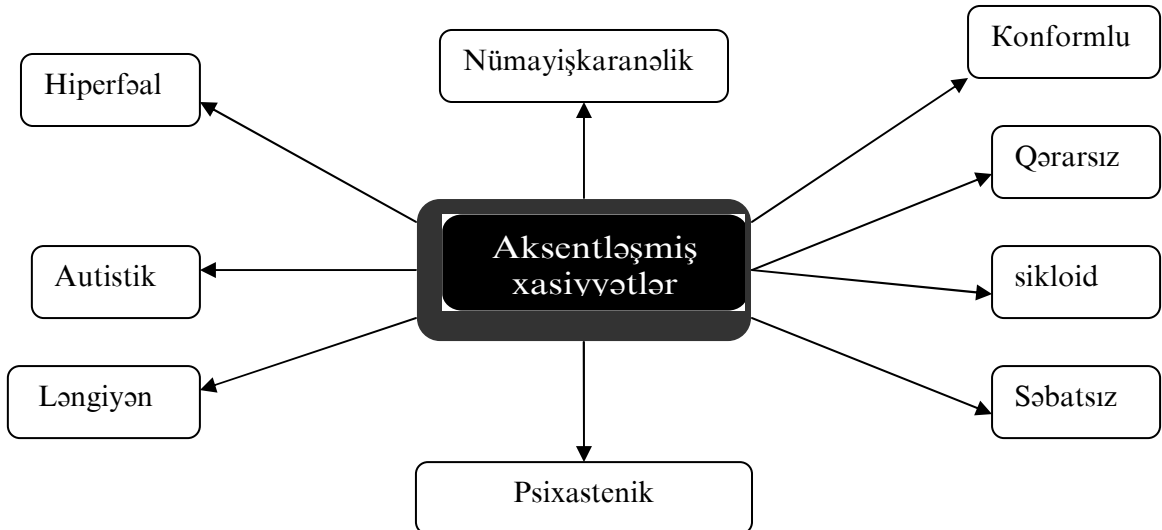 Nümayişkaranəlik
Konformlu
Hiperfəal
Qərarsız
Aksentləşmiş
xasiyyətlər
Autistik
sikloid
Ləngiyən
Səbatsız
Psixastenik